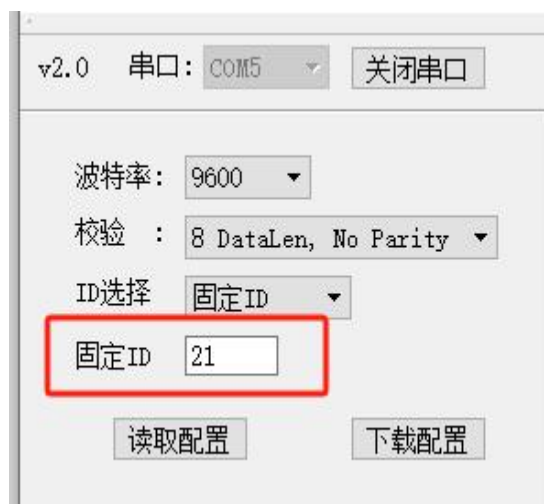 v2.0 串口: COM5 关闭串口
波特率: 9600
校验 : 8 DataLen, No Parity
ID选择 固定ID
固定ID 21
读取配置 下载配置